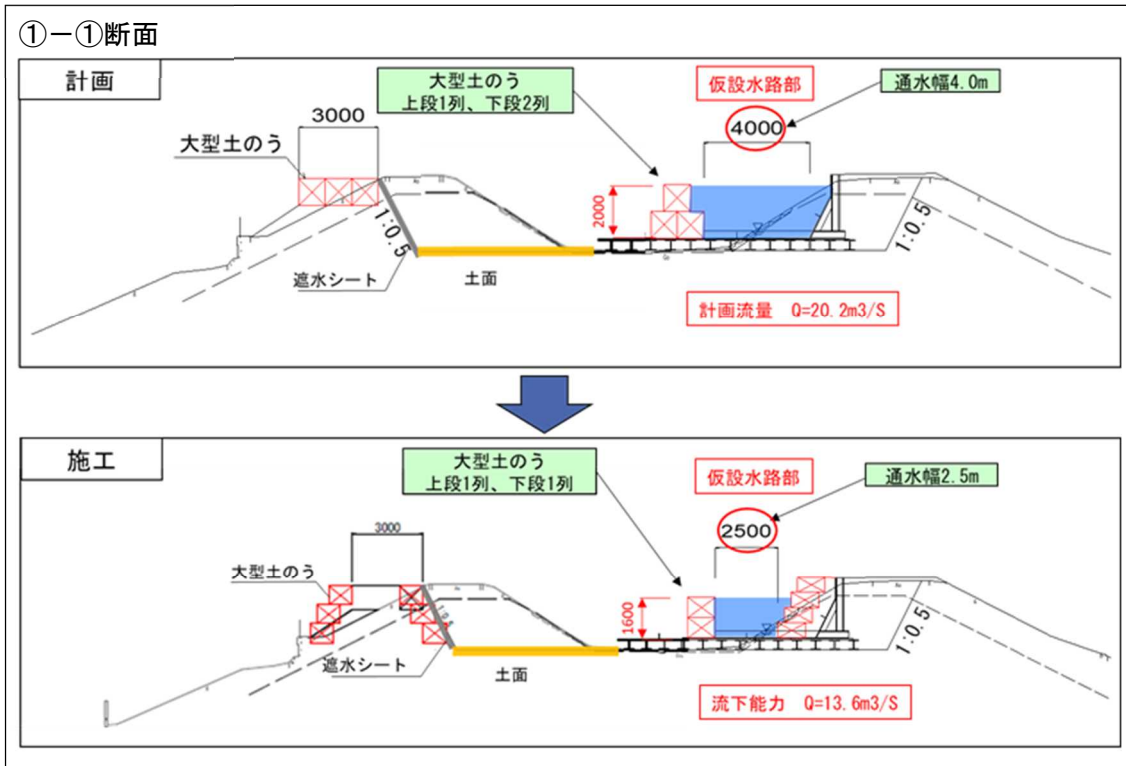 ①-①断面
計画
大型土のう
上段1列、下段2列
仮設水路部
通水幅4.0m
3000
4000
大型土のう
2000
1:0.5
1:0.5
遮水シート
土面
計画流量 Q=20.2m3/S
施工
大型土のう
上段1列、下段1列
仮設水路部
通水幅2.5m
3000
2500
大型土のう
1600
1:0.5
1:0.5
遮水シート
土面
流下能力 Q=13.6m3/S